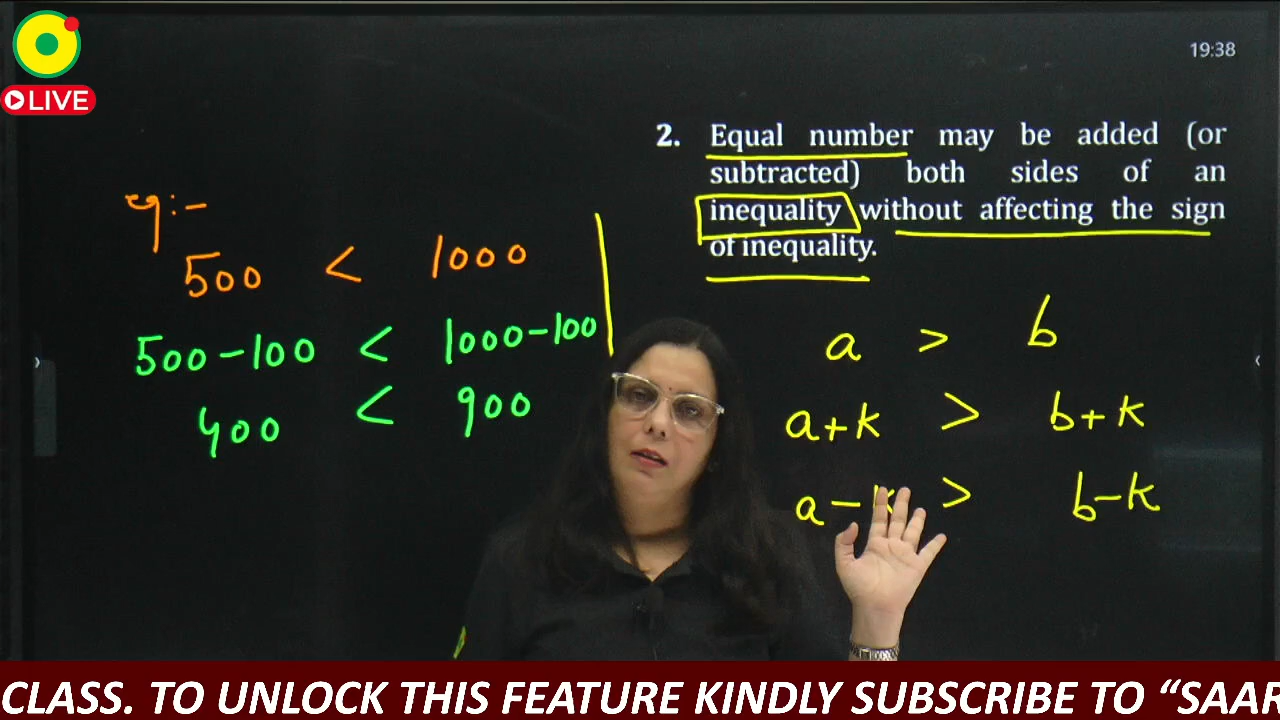 LIVE
19:38
2. Equal number may be added (or
subtracted) both sides of an
inequality without affecting the sign
of inequality.
eg:-
500 < 1000
500-100 < 1000-100
400 < 900
a > b
a+k > b+k
a-k > b-k
CLASS. TO UNLOCK THIS FEATURE KINDLY SUBSCRIBE TO “SAAR